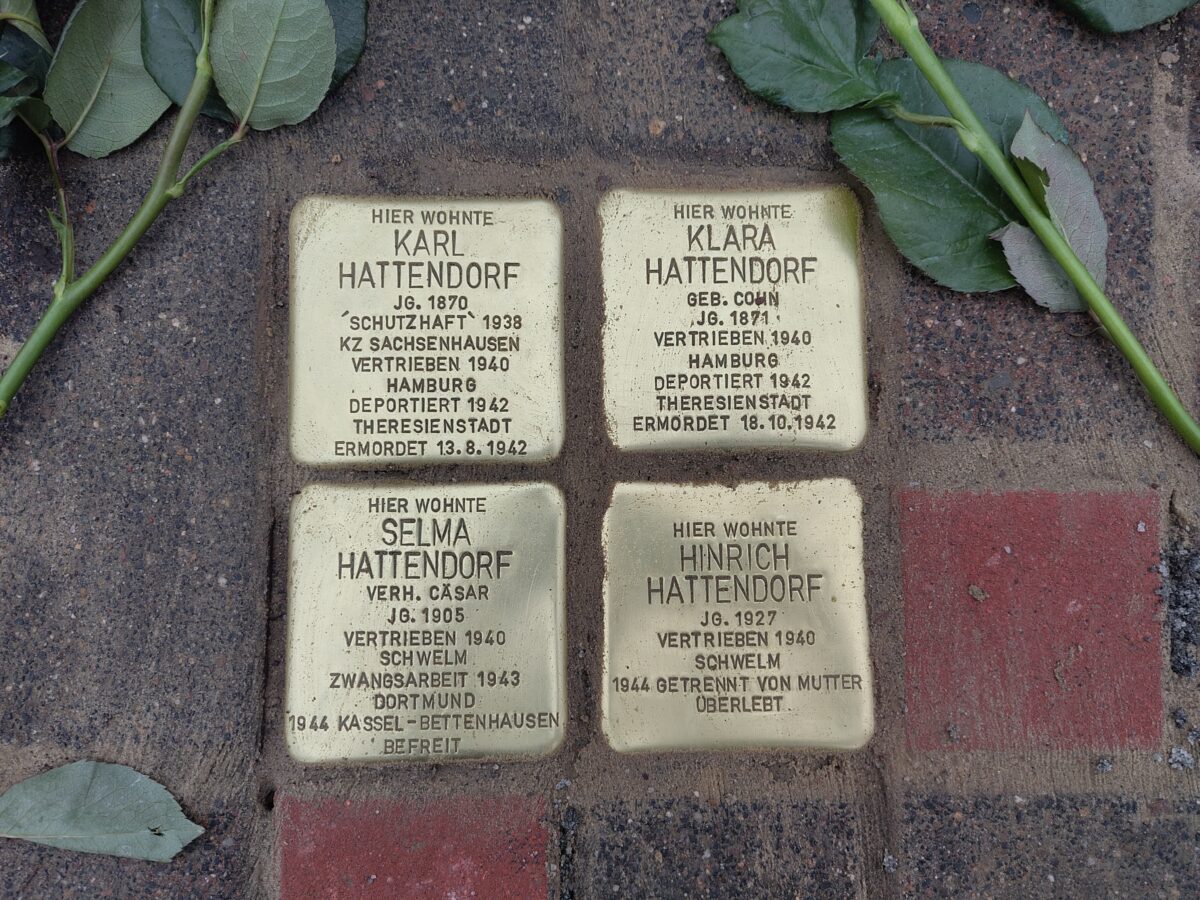 HIER WOHNTE
KARL
HATTENDORF
JG. 1870
´SCHUTZHAFT` 1938
KZ SACHSENHAUSEN
VERTRIEBEN 1940
HAMBURG
DEPORTIERT 1942
THERESIENSTADT
ERMORDET 13.8.1942
HIER WOHNTE
KLARA
HATTENDORF
GEB. COHN
JG. 1871
VERTRIEBEN 1940
HAMBURG
DEPORTIERT 1942
THERESIENSTADT
ERMORDET 18.10.1942
HIER WOHNTE
SELMA
HATTENDORF
VERH. CÄSAR
JG. 1905
VERTRIEBEN 1940
SCHWELM
ZWANGSARBEIT 1943
DORTMUND
1944 KASSEL-BETTENHAUSEN
BEFREIT
HIER WOHNTE
HINRICH
HATTENDORF
JG. 1927
VERTRIEBEN 1940
SCHWELM
1944 GETRENNT VON MUTTER
ÜBERLEBT